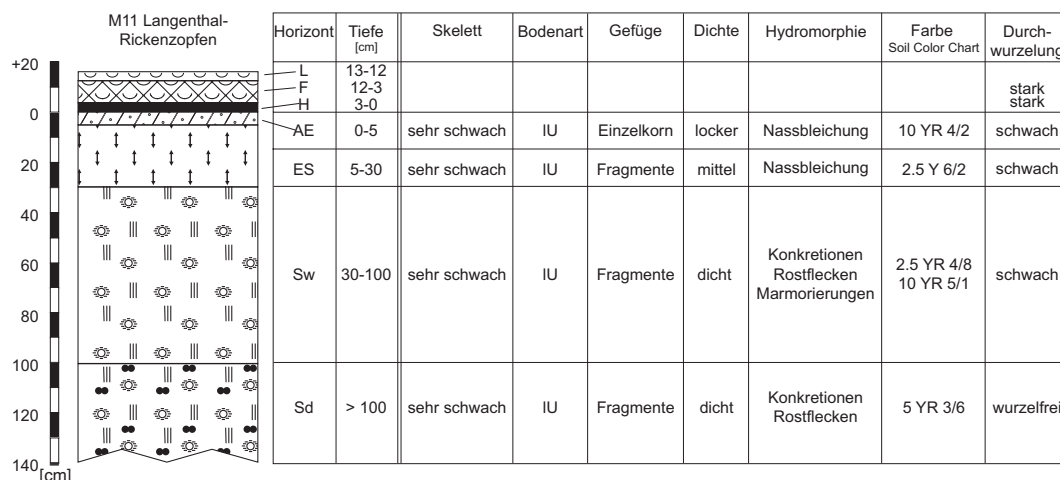 M11 Langenthal-
Rickenzopfen
Horizont Tiefe Skelett Bodenart Gefüge Dichte Hydromorphie Farbe Durch-
[cm] Soil Color Chart wurzelung
+20
L 13-12
F 12-3 stark
H 3-0 stark
0
AE 0-5 sehr schwach lU Einzelkorn locker Nassbleichung 10 YR 4/2 schwach
20
ES 5-30 sehr schwach lU Fragmente mittel Nassbleichung 2.5 Y 6/2 schwach
40
60
80
Sw 30-100 sehr schwach lU Fragmente dicht Konkretionen 2.5 YR 4/8 schwach
Rostflecken 10 YR 5/1
Marmorierungen
100
120
Sd > 100 sehr schwach lU Fragmente dicht Konkretionen 5 YR 3/6 wurzelfrei
Rostflecken
140
[cm]